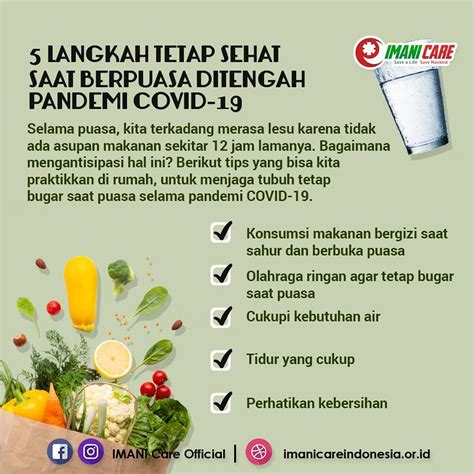 5 LANGKAH TETAP SEHAT
SAAT BERPUASA DITENGAH
PANDEMI COVID-19
IMANI CARE
Save a Life Save Mankind
Selama puasa, kita terkadang merasa lesu karena tidak
ada asupan makanan sekitar 12 jam lamanya. Bagaimana
mengantisipasi hal ini? Berikut tips yang bisa kita
praktikkan di rumah, untuk menjaga tubuh tetap
bugar saat puasa selama pandemi COVID-19.
Konsumsi makanan bergizi saat
sahur dan berbuka puasa
Olahraga ringan agar tetap bugar
saat puasa
Cukupi kebutuhan air
Tidur yang cukup
Perhatikan kebersihan
IMANI Care Official | imanicareindonesia.or.id